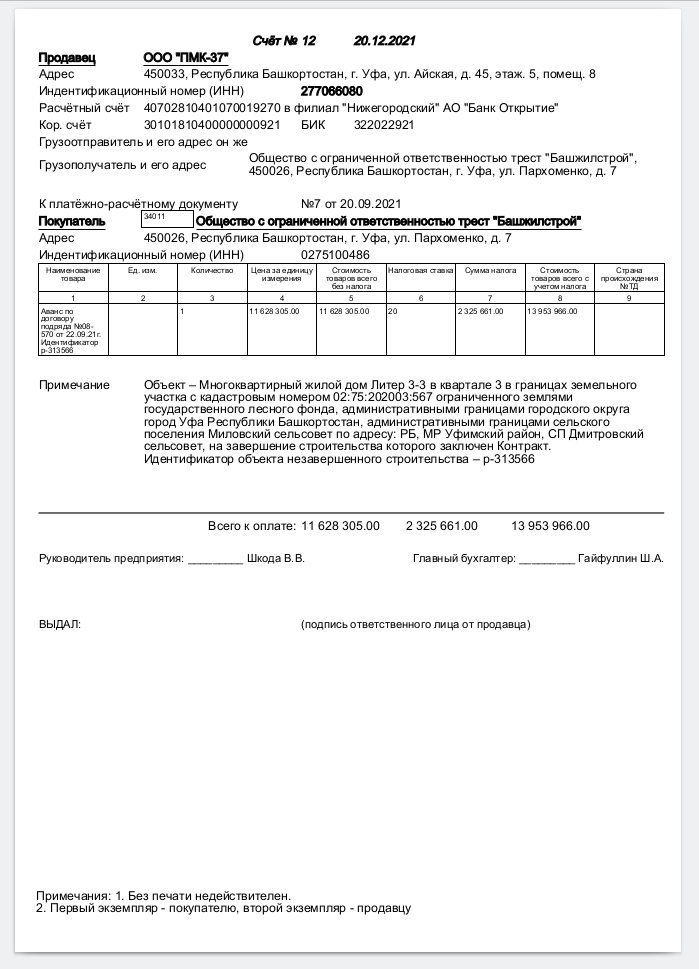 Счёт № 12 20.12.2021
Продавец ООО "ПМК-37"
Адрес 450033, Республика Башкортостан, г. Уфа, ул. Айская, д. 45, этаж. 5, помещ. 8
Индентификационный номер (ИНН) 277066080
Расчётный счёт 40702810401070019270 в филиал "Нижегородский" АО "Банк Открытие"
Кор. счёт 30101810400000000921 БИК 322022921
Грузоотправитель и его адрес он же
Грузополучатель и его адрес Общество с ограниченной ответственностью трест "Башжилстрой",
450026, Республика Башкортостан, г. Уфа, ул. Пархоменко, д. 7
К платёжно-расчётному документу №7 от 20.09.2021
Покупатель 34011 Общество с ограниченной ответственностью трест "Башжилстрой"
Адрес 450026, Республика Башкортостан, г. Уфа, ул. Пархоменко, д. 7
Индентификационный номер (ИНН) 0275100486
Наименование Ед. изм. Количество Цена за единицу Стоимость Налоговая ставка Сумма налога Стоимость Страна
товара измерения товаров всего товаров всего с происхождения
без налога учетом налога №ТД
1 2 3 4 5 6 7 8 9
Аванс по 1 11 628 305.00 11 628 305.00 20 2 325 661.00 13 953 966.00
договору
подряда №08-
570 от 22.09.21г.
Идентификатор
р-313566
Примечание Объект – Многоквартирный жилой дом Литер 3-3 в квартале 3 в границах земельного
участка с кадастровым номером 02:75:202003:567 ограниченного землями
государственного лесного фонда, административными границами городского округа
город Уфа Республики Башкортостан, административными границами сельского
поселения Миловский сельсовет по адресу: РБ, МР Уфимский район, СП Дмитровский
сельсовет, на завершение строительства которого заключен Контракт.
Идентификатор объекта незавершенного строительства – р-313566
Всего к оплате: 11 628 305.00 2 325 661.00 13 953 966.00
Руководитель предприятия: _________ Шкода В.В. Главный бухгалтер: _________ Гайфуллин Ш.А.
ВЫДАЛ: (подпись ответственного лица от продавца)
Примечания: 1. Без печати недействителен.
2. Первый экземпляр - покупателю, второй экземпляр - продавцу